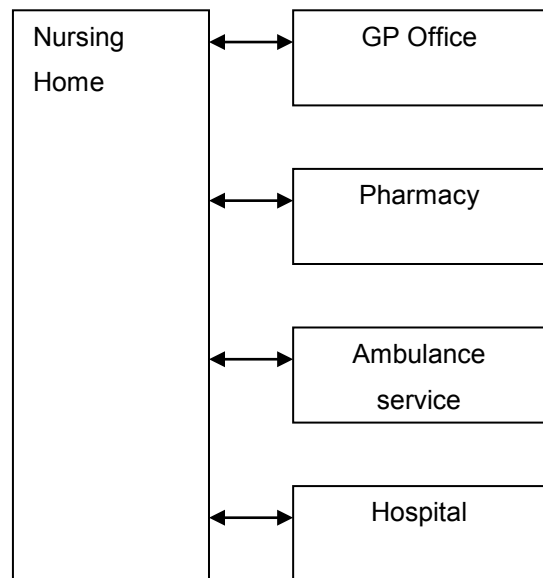 Nursing
Home
GP Office
Pharmacy
Ambulance
service
Hospital